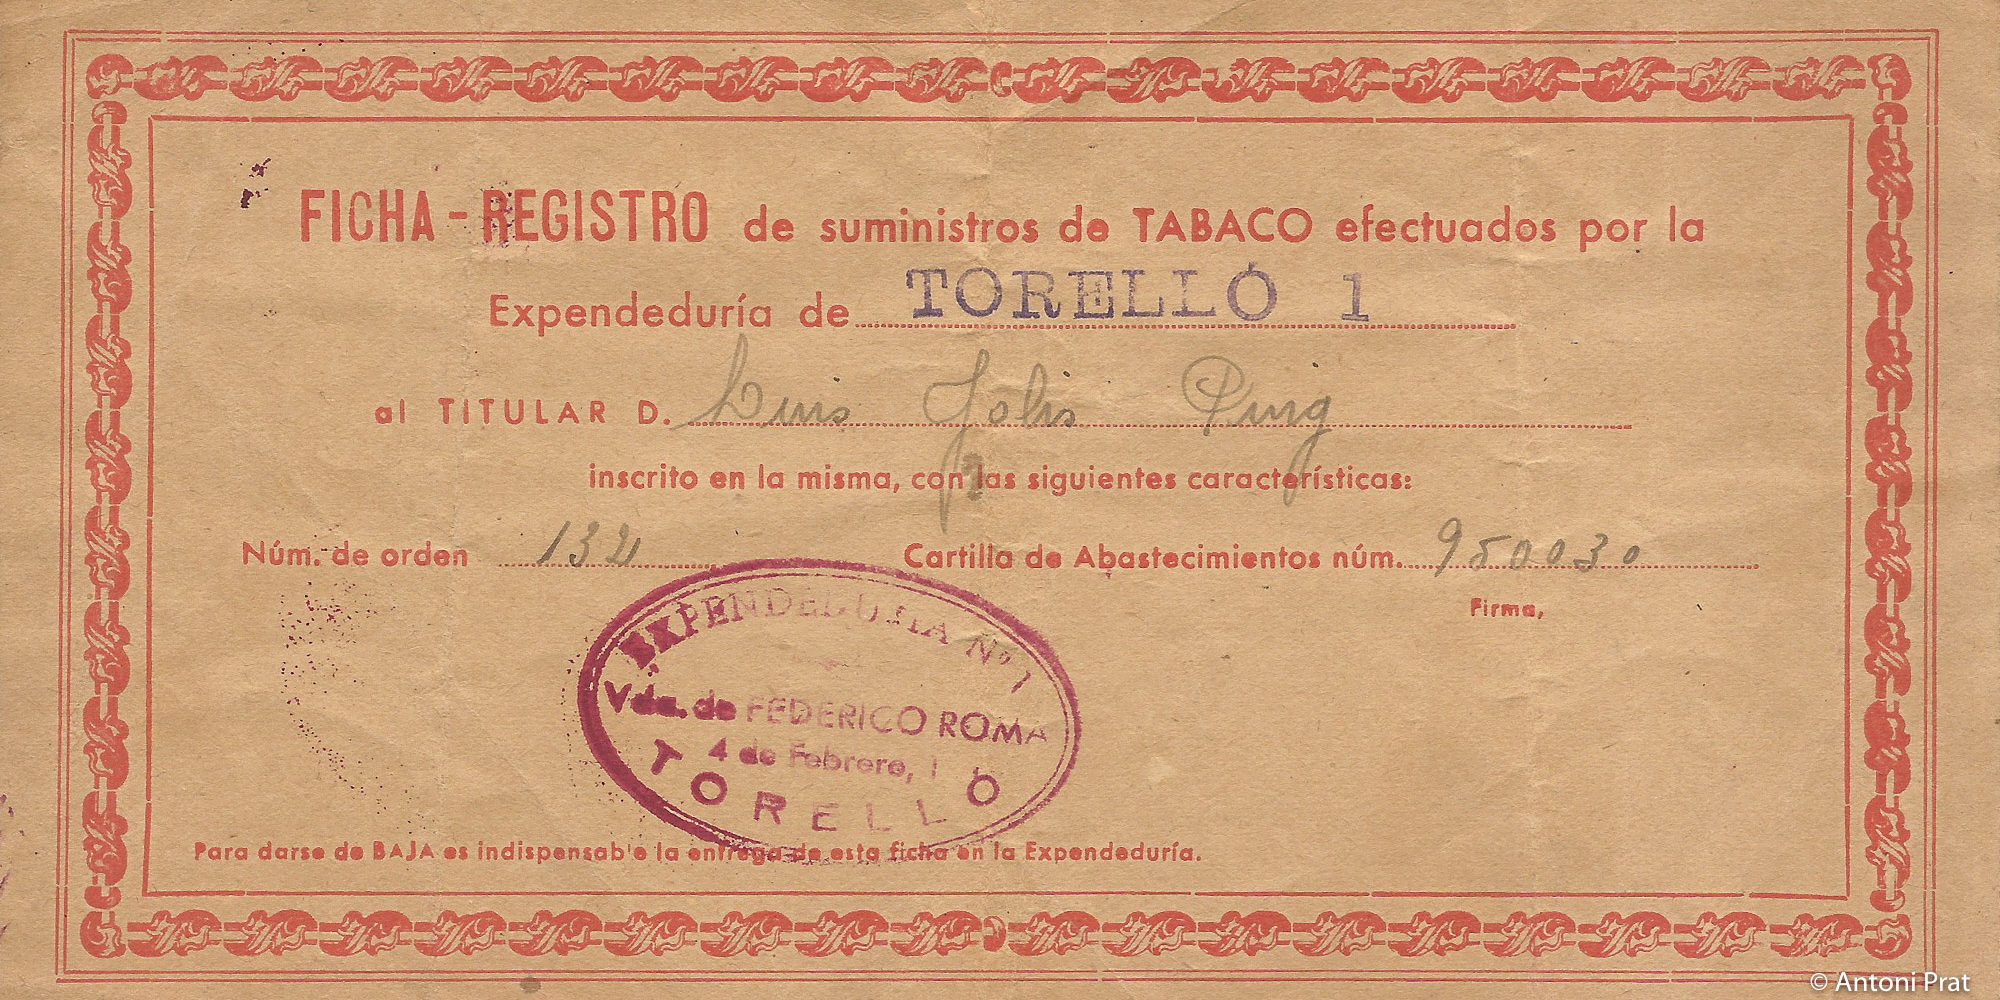 FICHA - REGISTRO de suministros de TABACO efectuados por la
Expendeduría de TORELLÓ 1
al TITULAR D. Luis Jolis Puig
inscrito en la misma, con las siguientes características:
Núm. de orden 132 Cartilla de Abastecimientos núm. 950030
Firma,
EXPENDEDURIA Nº 1
Vda. de FEDERICO ROMA
4 de Febrero, 1
TORELLÓ
Para darse de BAJA es indispensable la entrega de esta ficha en la Expendeduría.
© Antoni Prat